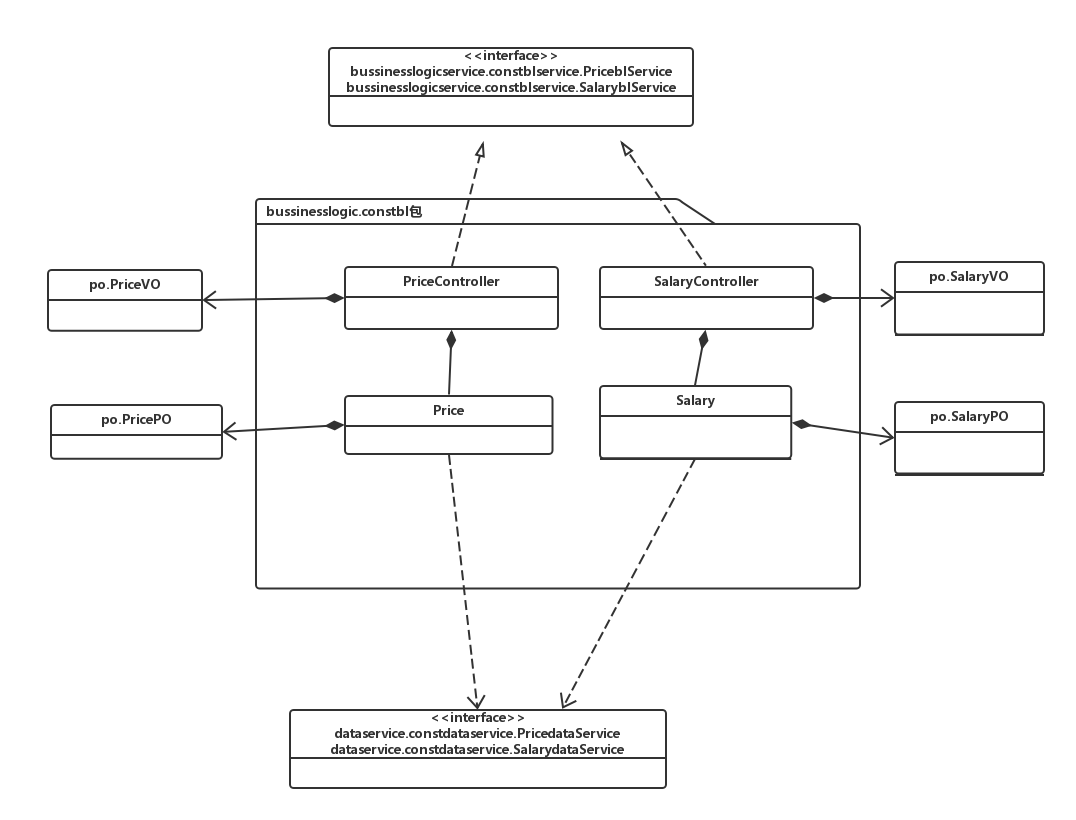 <<interface>>
bussinesslogicservice.constblservice.PriceblService
bussinesslogicservice.constblservice.SalaryblService
bussinesslogic.constbl包
po.PriceVO
PriceController
SalaryController
po.SalaryVO
po.PricePO
Price
Salary
po.SalaryPO
<<interface>>
dataservice.constdataservice.PricedataService
dataservice.constdataservice.SalarydataService